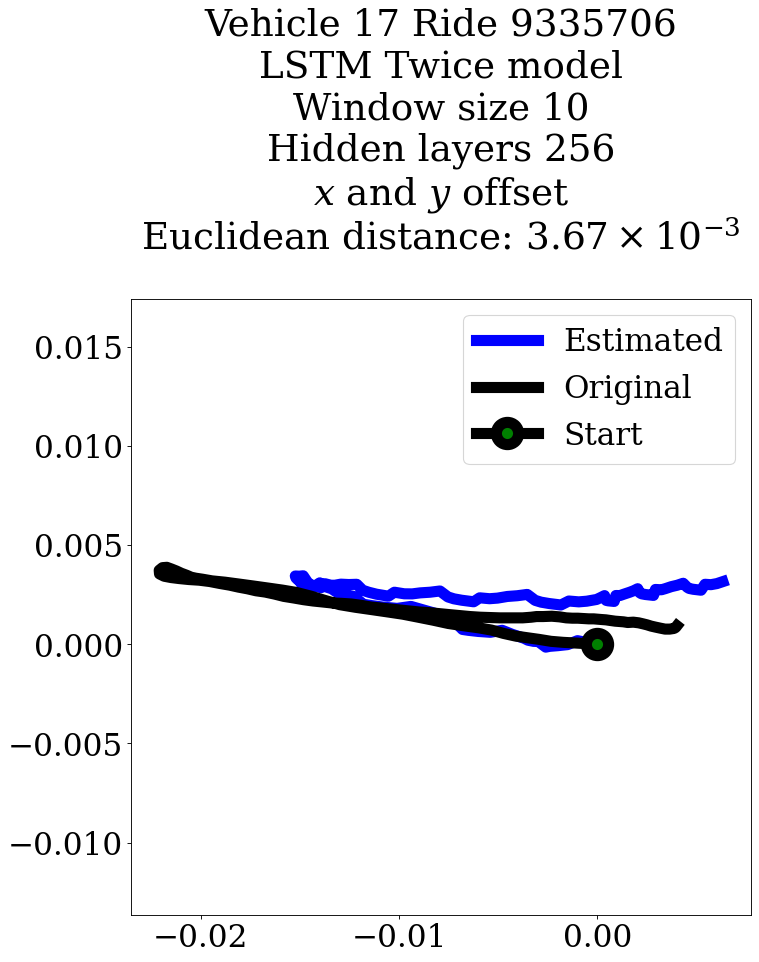 Vehicle 17 Ride 9335706
LSTM Twice model
Window size 10
Hidden layers 256
x and y offset
Euclidean distance: 3.67 × 10⁻³
Estimated
Original
Start
0.015
0.010
0.005
0.000
−0.005
−0.010
−0.02
−0.01
0.00